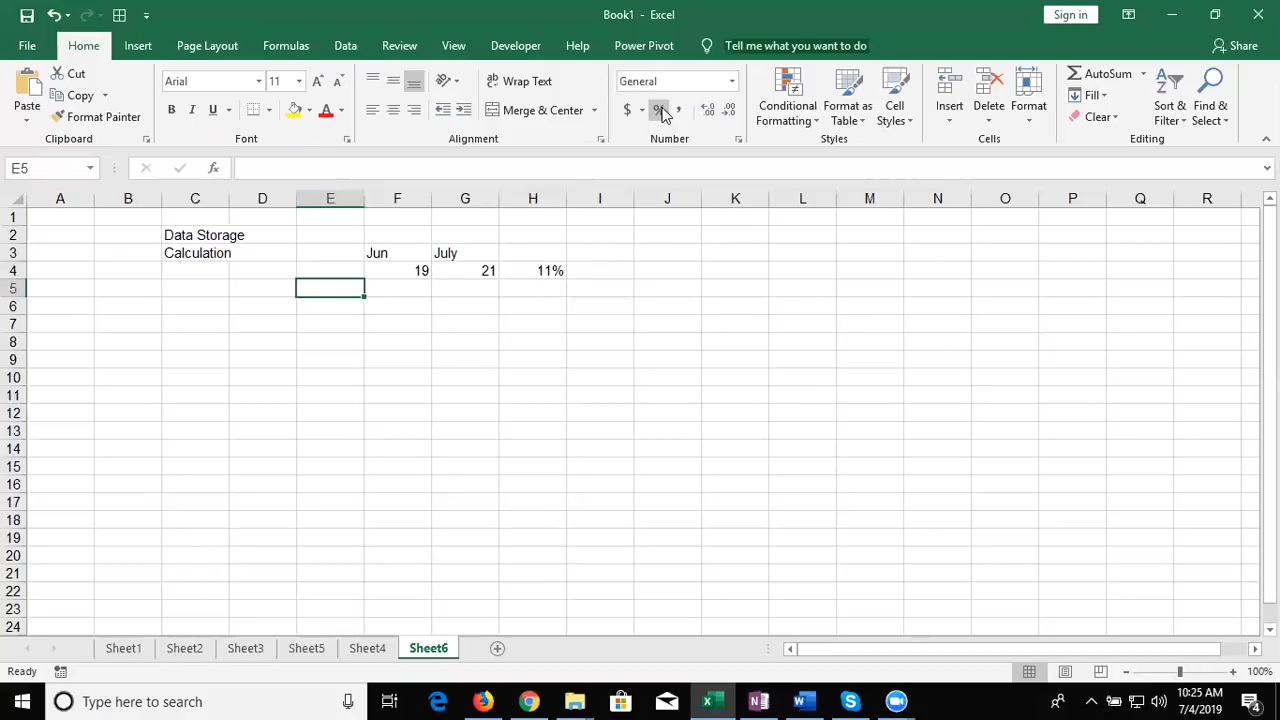 Book1 - Excel
Sign in
File Home Insert Page Layout Formulas Data Review View Developer Help Power Pivot Tell me what you want to do Share
Paste
Cut
Copy
Format Painter
Clipboard
Arial 11
B I U
Font
Wrap Text
Merge & Center
Alignment
General
$ % ,
Number
Conditional Formatting
Format as Table
Cell Styles
Styles
Insert
Delete
Format
Cells
AutoSum
Fill
Clear
Sort & Filter
Find & Select
Editing
E5
fx
A B C D E F G H I J K L M N O P Q R
1
2 Data Storage
3 Calculation Jun July
4 19 21 11%
5
6
7
8
9
10
11
12
13
14
15
16
17
18
19
20
21
22
23
24
Sheet1 Sheet2 Sheet3 Sheet5 Sheet4 Sheet6
Ready
100%
Type here to search
10:25 AM
7/4/2019
4